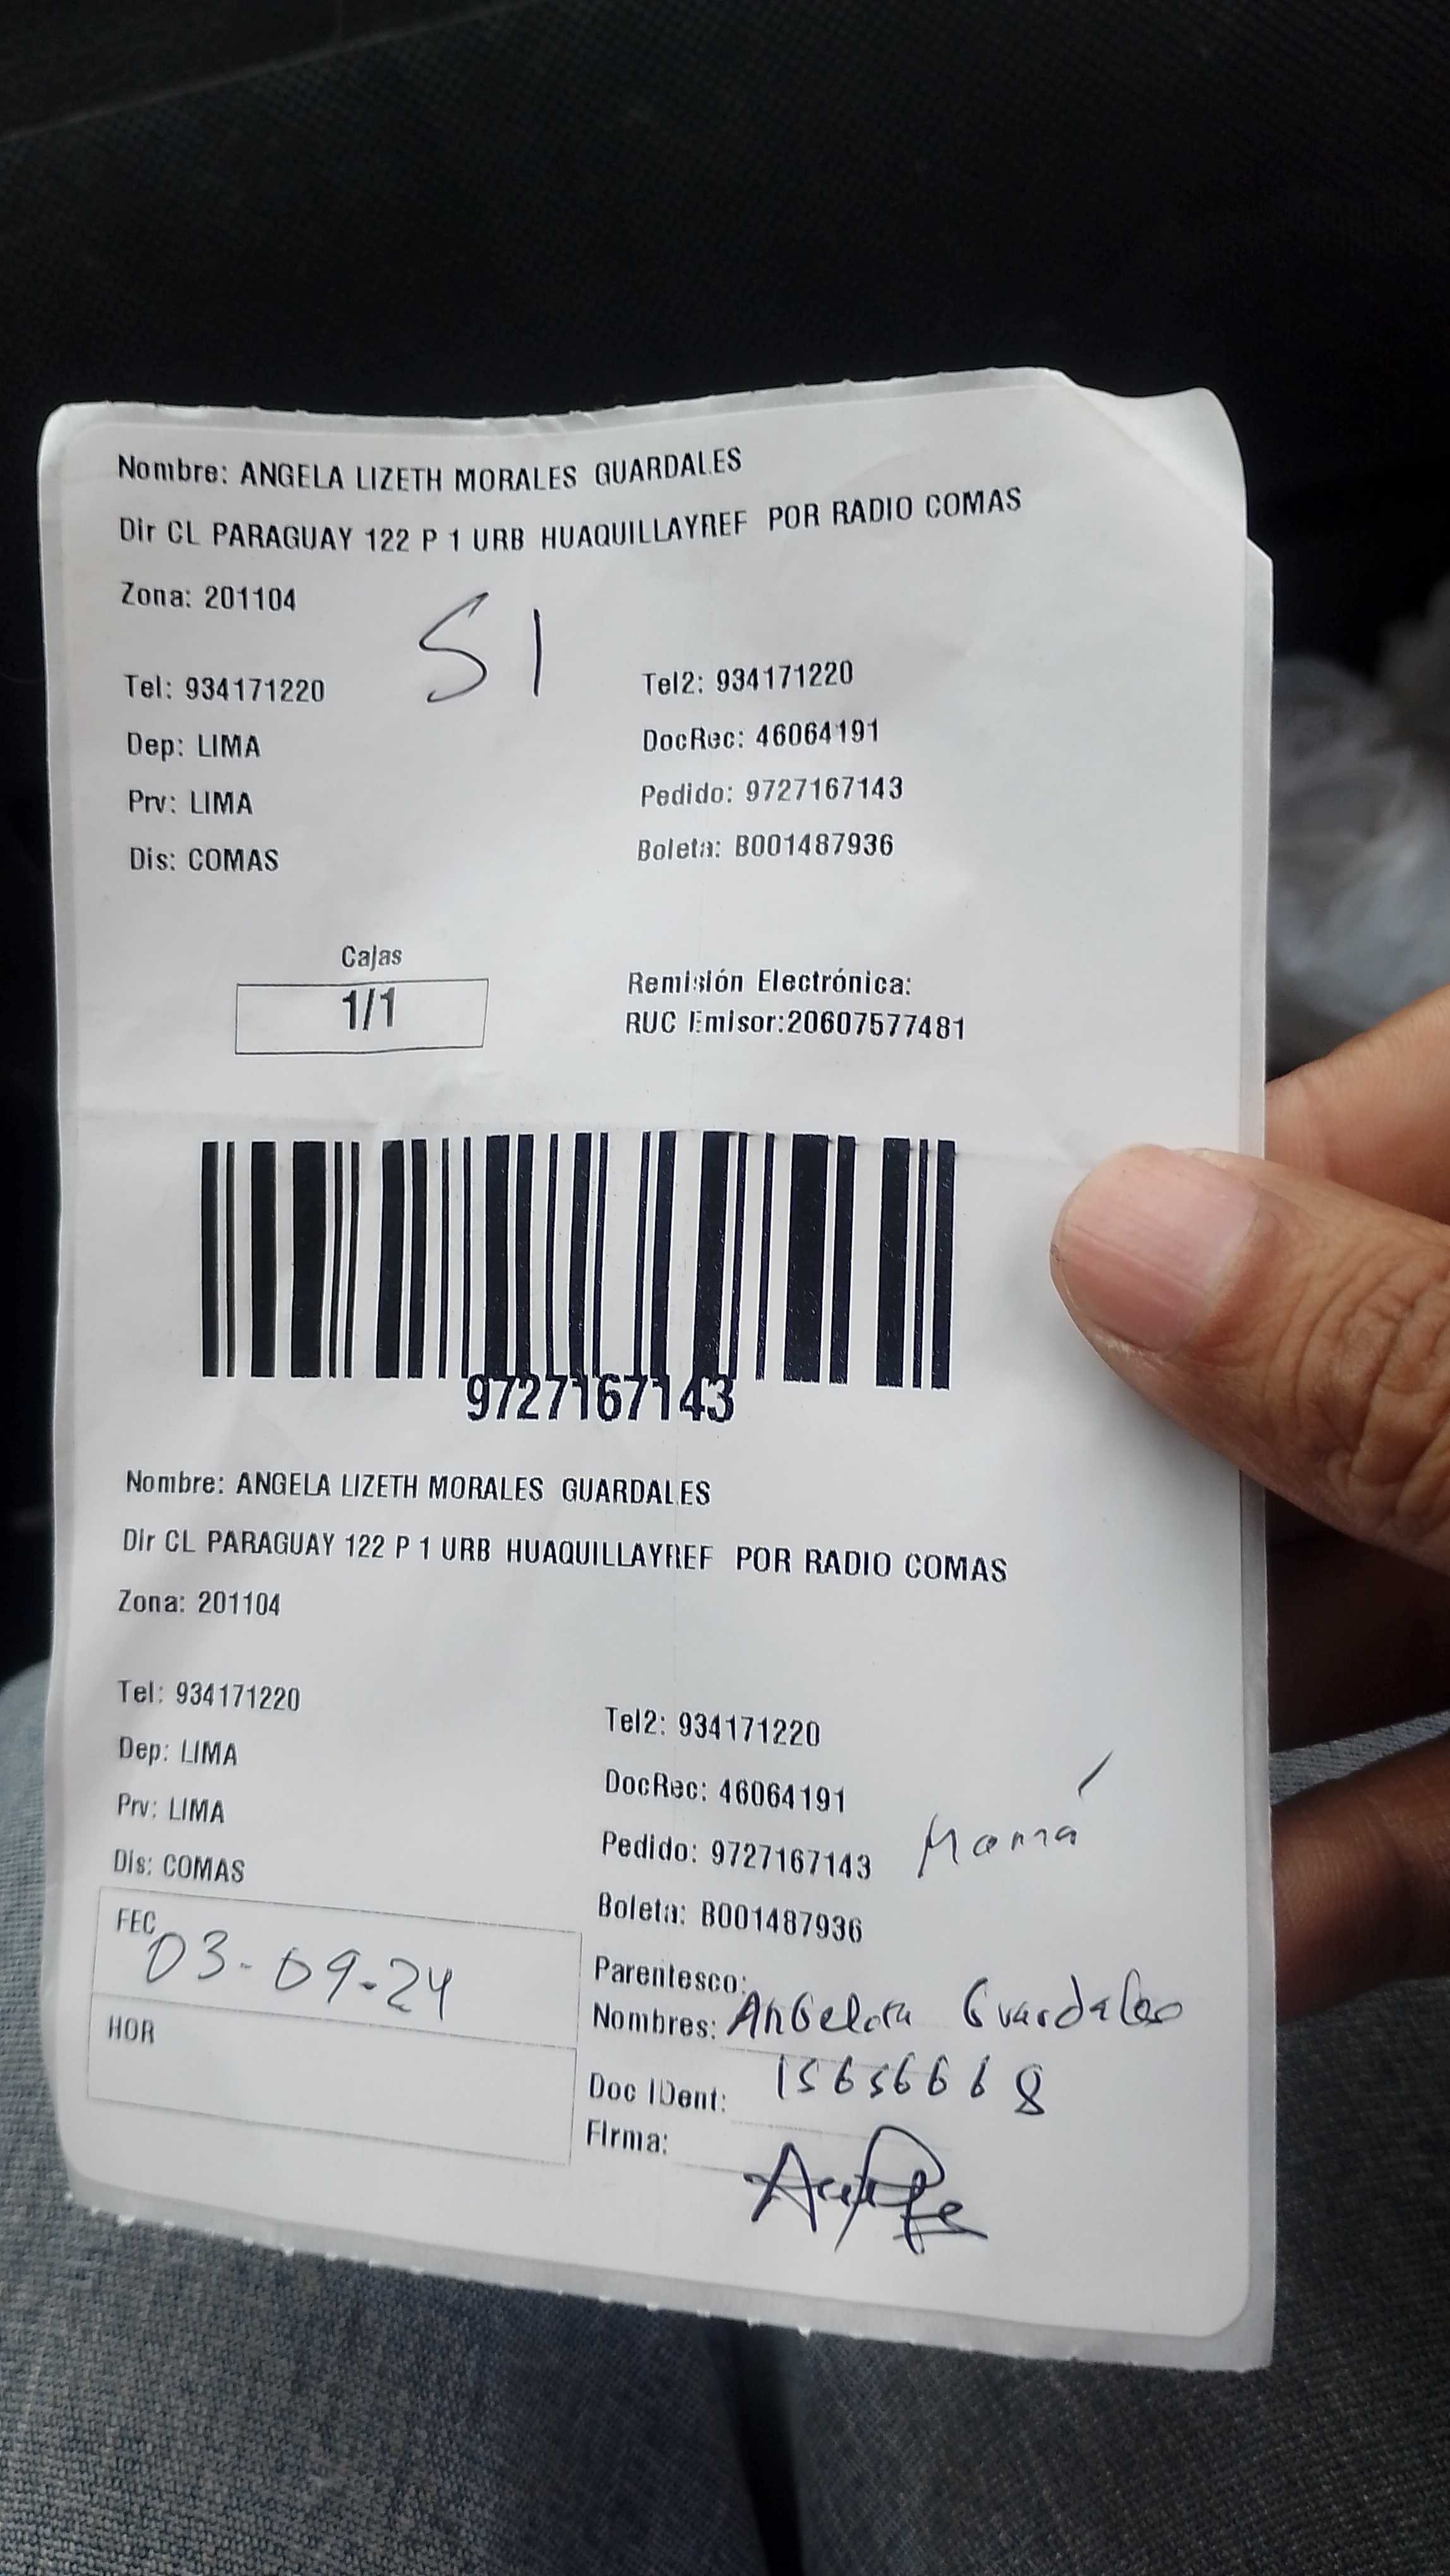 Nombre: ANGELA LIZETH MORALES GUARDALES
Dir CL PARAGUAY 122 P 1 URB HUAQUILLAYREF POR RADIO COMAS
Zona: 201104
51
Tel: 934171220 Tel2: 934171220
Dep: LIMA DocRec: 46064191
Prv: LIMA Pedido: 9727167143
Dis: COMAS Boleta: B001487936
Cajas
1/1
Remisión Electrónica:
RUC Emisor:20607577481
9727167143
Nombre: ANGELA LIZETH MORALES GUARDALES
Dir CL PARAGUAY 122 P 1 URB HUAQUILLAYREF POR RADIO COMAS
Zona: 201104
Tel: 934171220 Tel2: 934171220
Dep: LIMA DocRec: 46064191
Prv: LIMA Pedido: 9727167143 Mamá
Dis: COMAS Boleta: B001487936
FEC 03-09-24
HOR
Parentesco:
Nombres: Guardales
Doc IDent: 15656668
Firma: